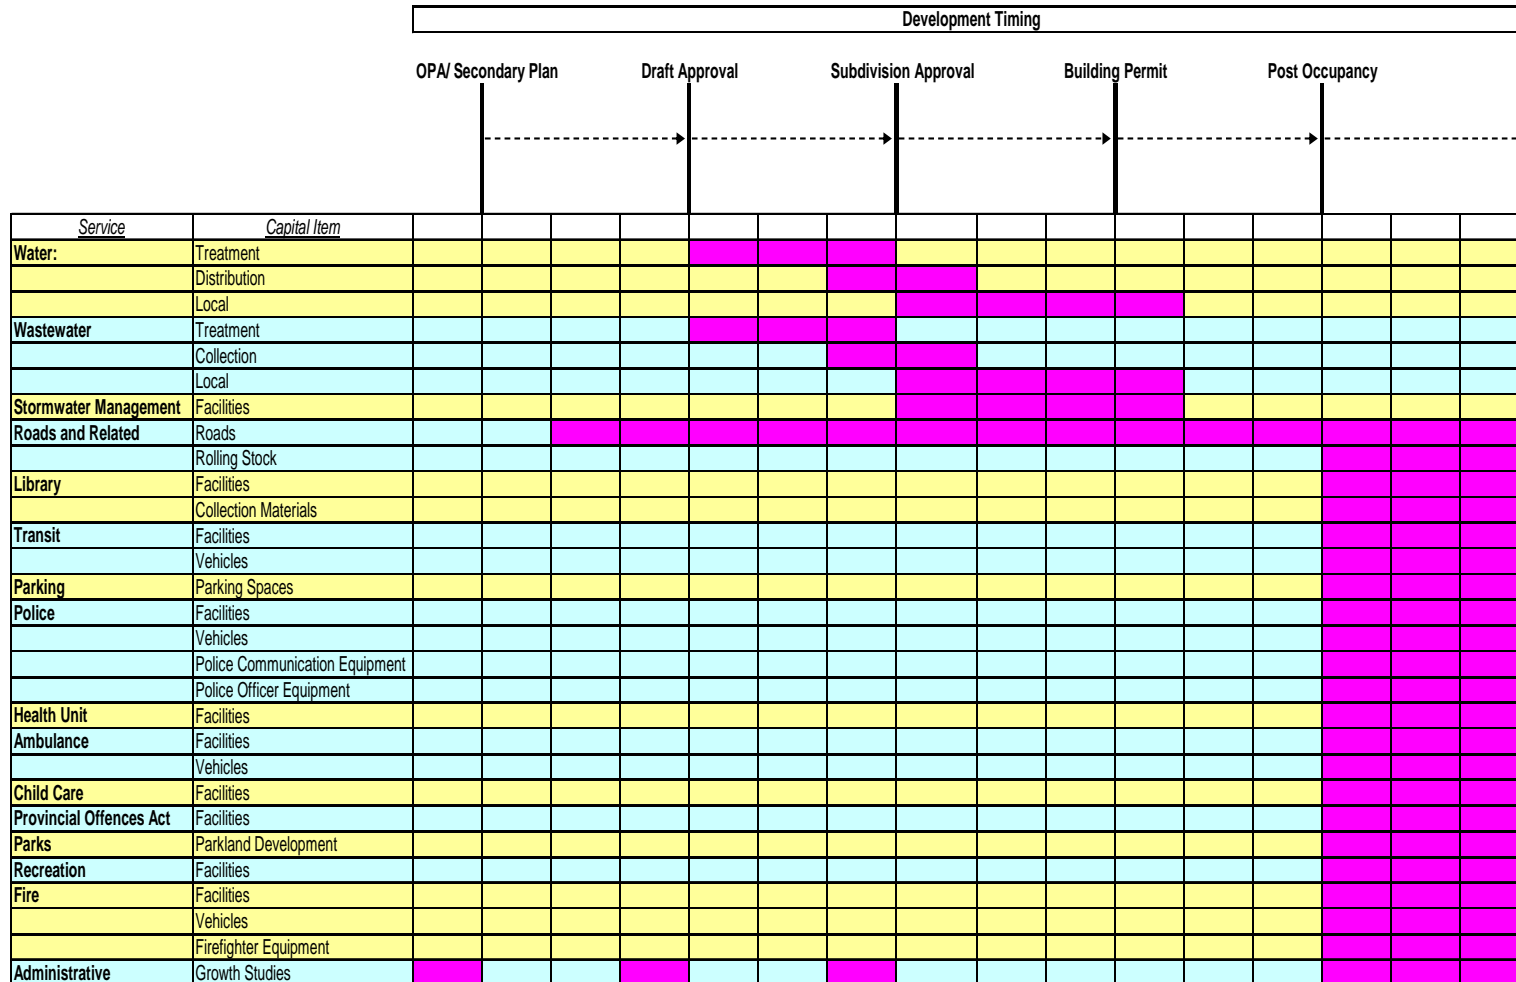 Development Timing
OPA/ Secondary Plan Draft Approval Subdivision Approval Building Permit Post Occupancy
Service Capital Item
Water: Treatment
Distribution
Local
Wastewater Treatment
Collection
Local
Stormwater Management Facilities
Roads and Related Roads
Rolling Stock
Library Facilities
Collection Materials
Transit Facilities
Vehicles
Parking Parking Spaces
Police Facilities
Vehicles
Police Communication Equipment
Police Officer Equipment
Health Unit Facilities
Ambulance Facilities
Vehicles
Child Care Facilities
Provincial Offences Act Facilities
Parks Parkland Development
Recreation Facilities
Fire Facilities
Vehicles
Firefighter Equipment
Administrative Growth Studies